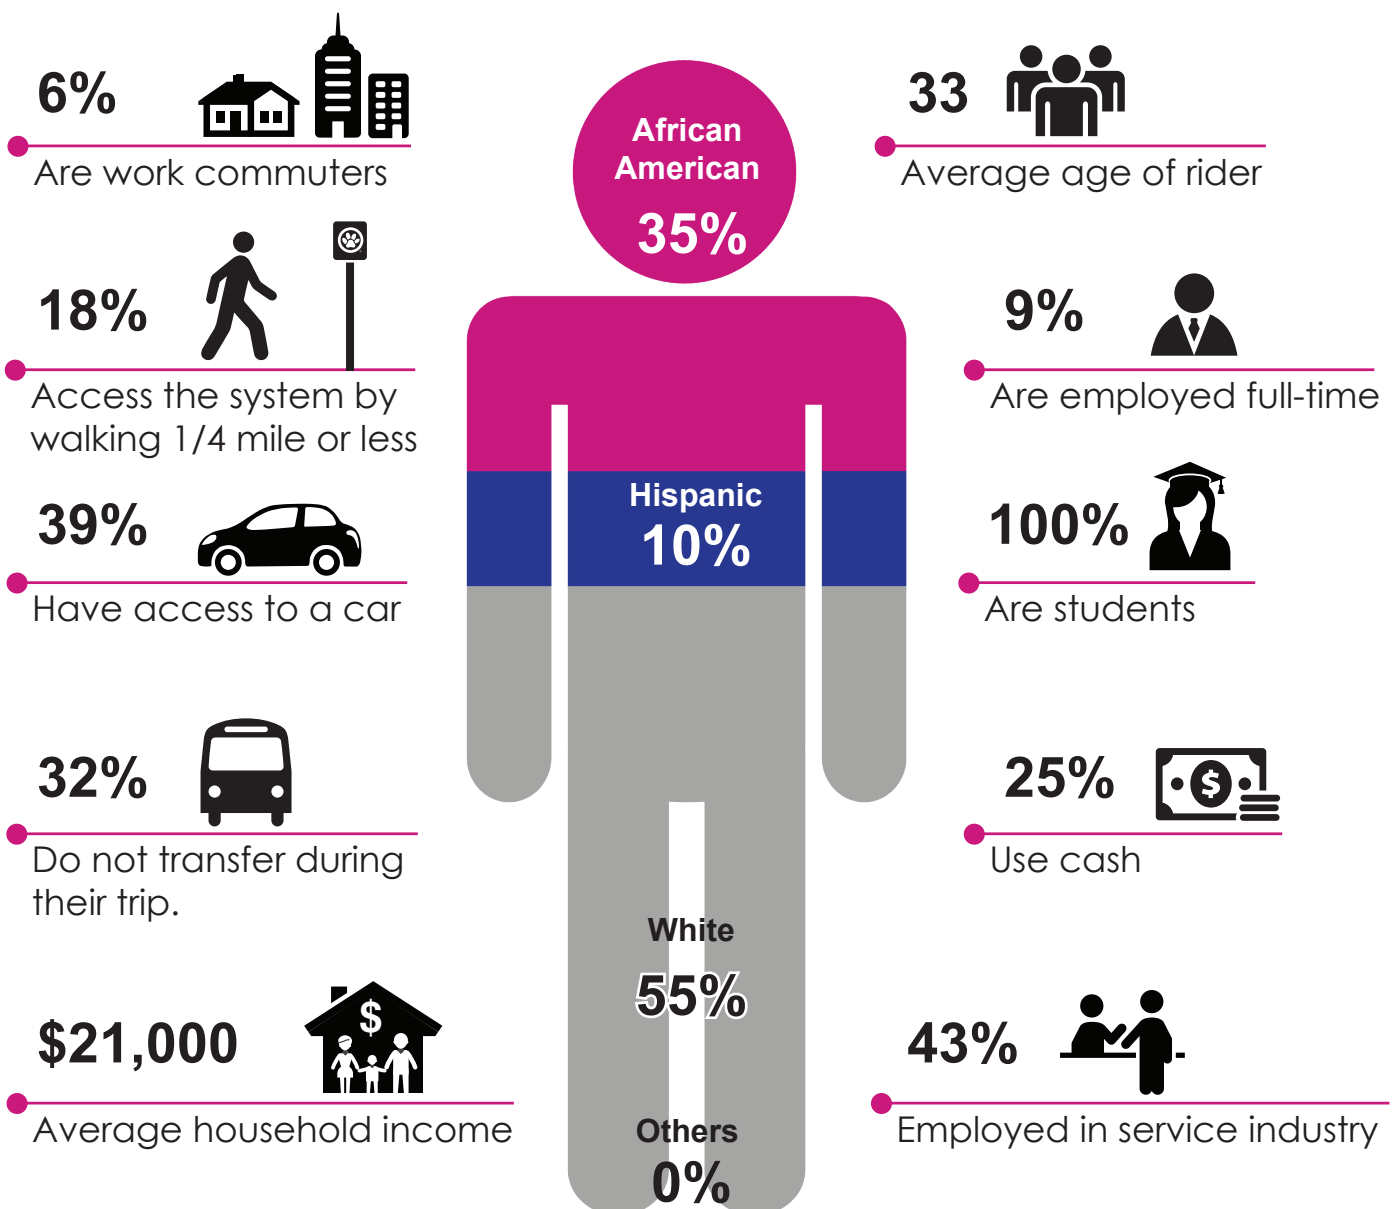 6%
Are work commuters
18%
Access the system by
walking 1/4 mile or less
39%
Have access to a car
32%
Do not transfer during
their trip.
$
$21,000
Average household income
African
American
35%
Hispanic
10%
White
55%
Others
0%
33
Average age of rider
9%
Are employed full-time
100%
Are students
25%
$
Use cash
43%
Employed in service industry